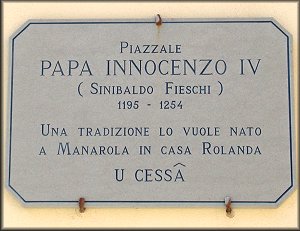 PIAZZALE
PAPA INNOCENZO IV
( SINIBALDO FIESCHI )
1195 - 1254
UNA TRADIZIONE LO VUOLE NATO
A MANAROLA IN CASA ROLANDA
U CESSÂ